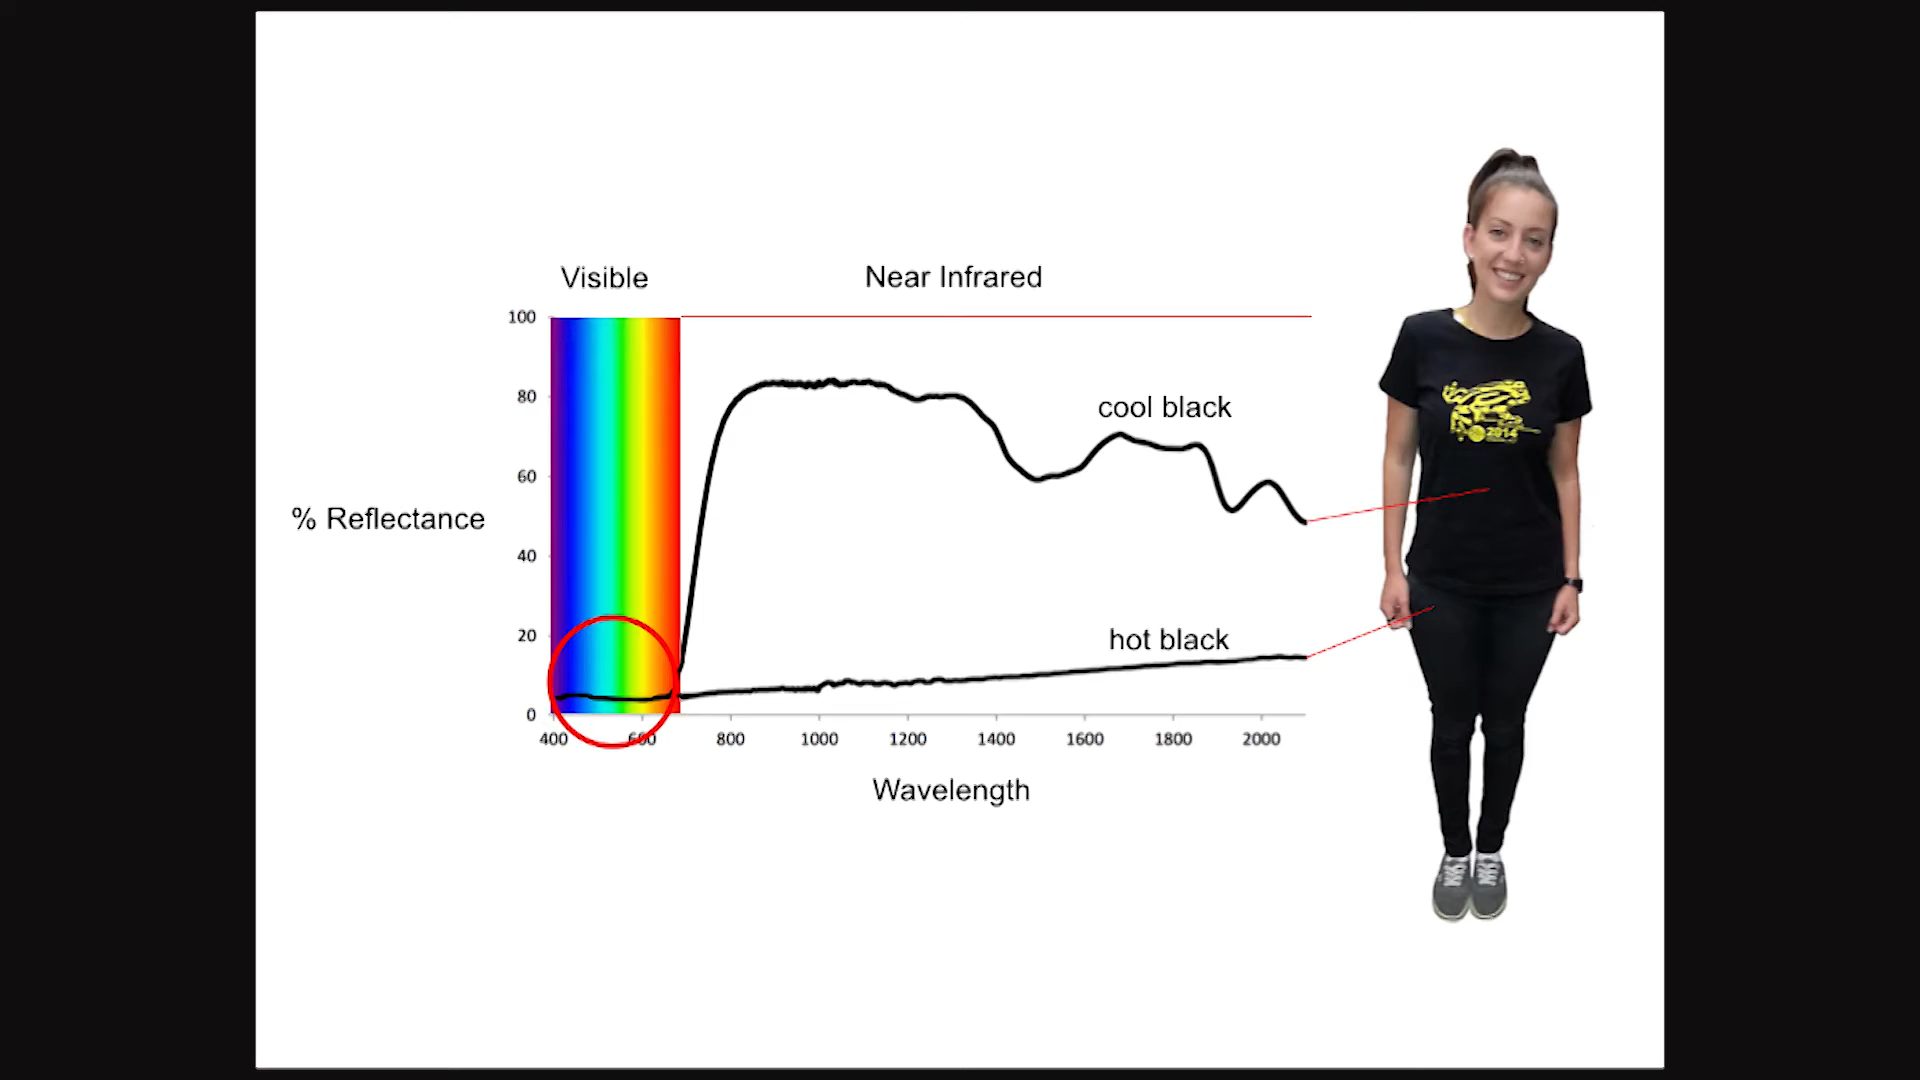 Visible
Near Infrared
100
80
cool black
2014
60
% Reflectance
40
20
hot black
0
400 600 800 1000 1200 1400 1600 1800 2000
Wavelength